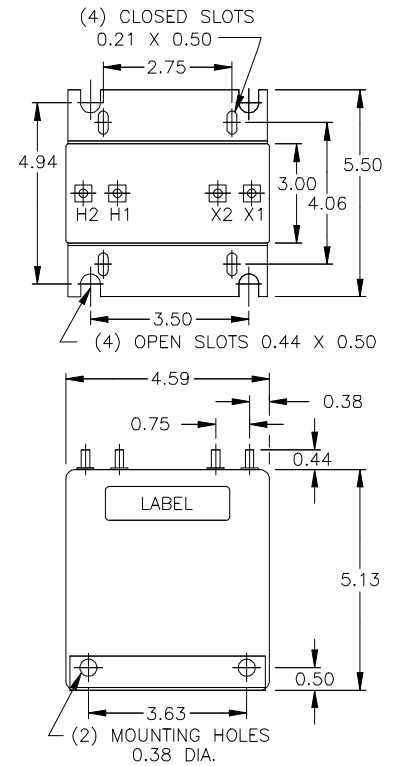 (4) CLOSED SLOTS
0.21 X 0.50
2.75
4.94
5.50
3.00
4.06
H2 H1 X2 X1
3.50
(4) OPEN SLOTS 0.44 X 0.50
4.59
0.38
0.75
0.44
LABEL
5.13
0.50
3.63
(2) MOUNTING HOLES
0.38 DIA.